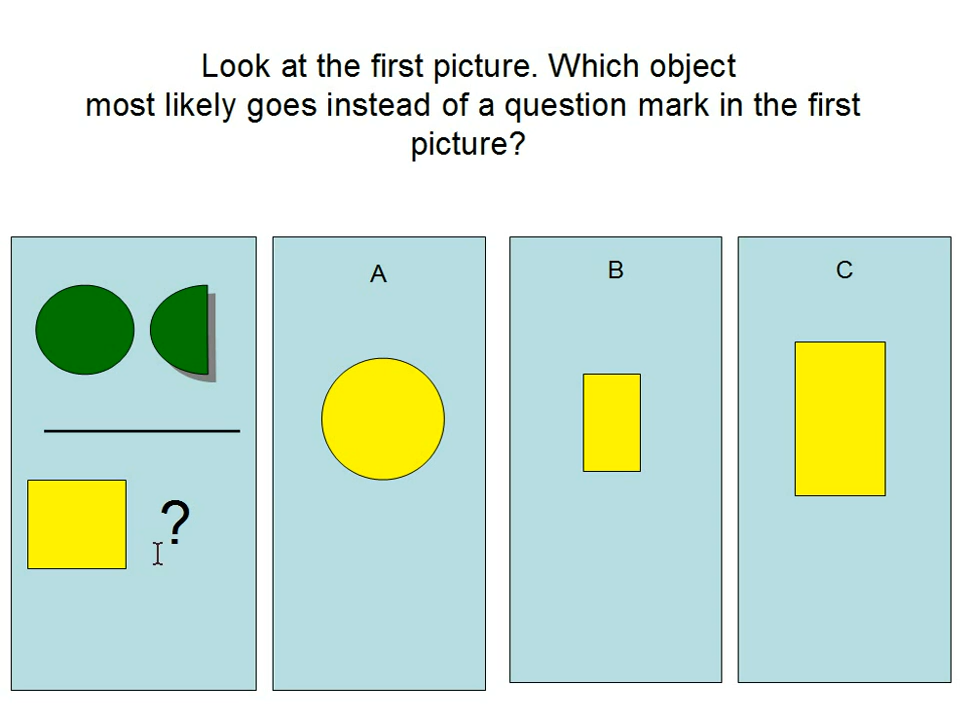 Look at the first picture. Which object
most likely goes instead of a question mark in the first
picture?
A
B
C
?